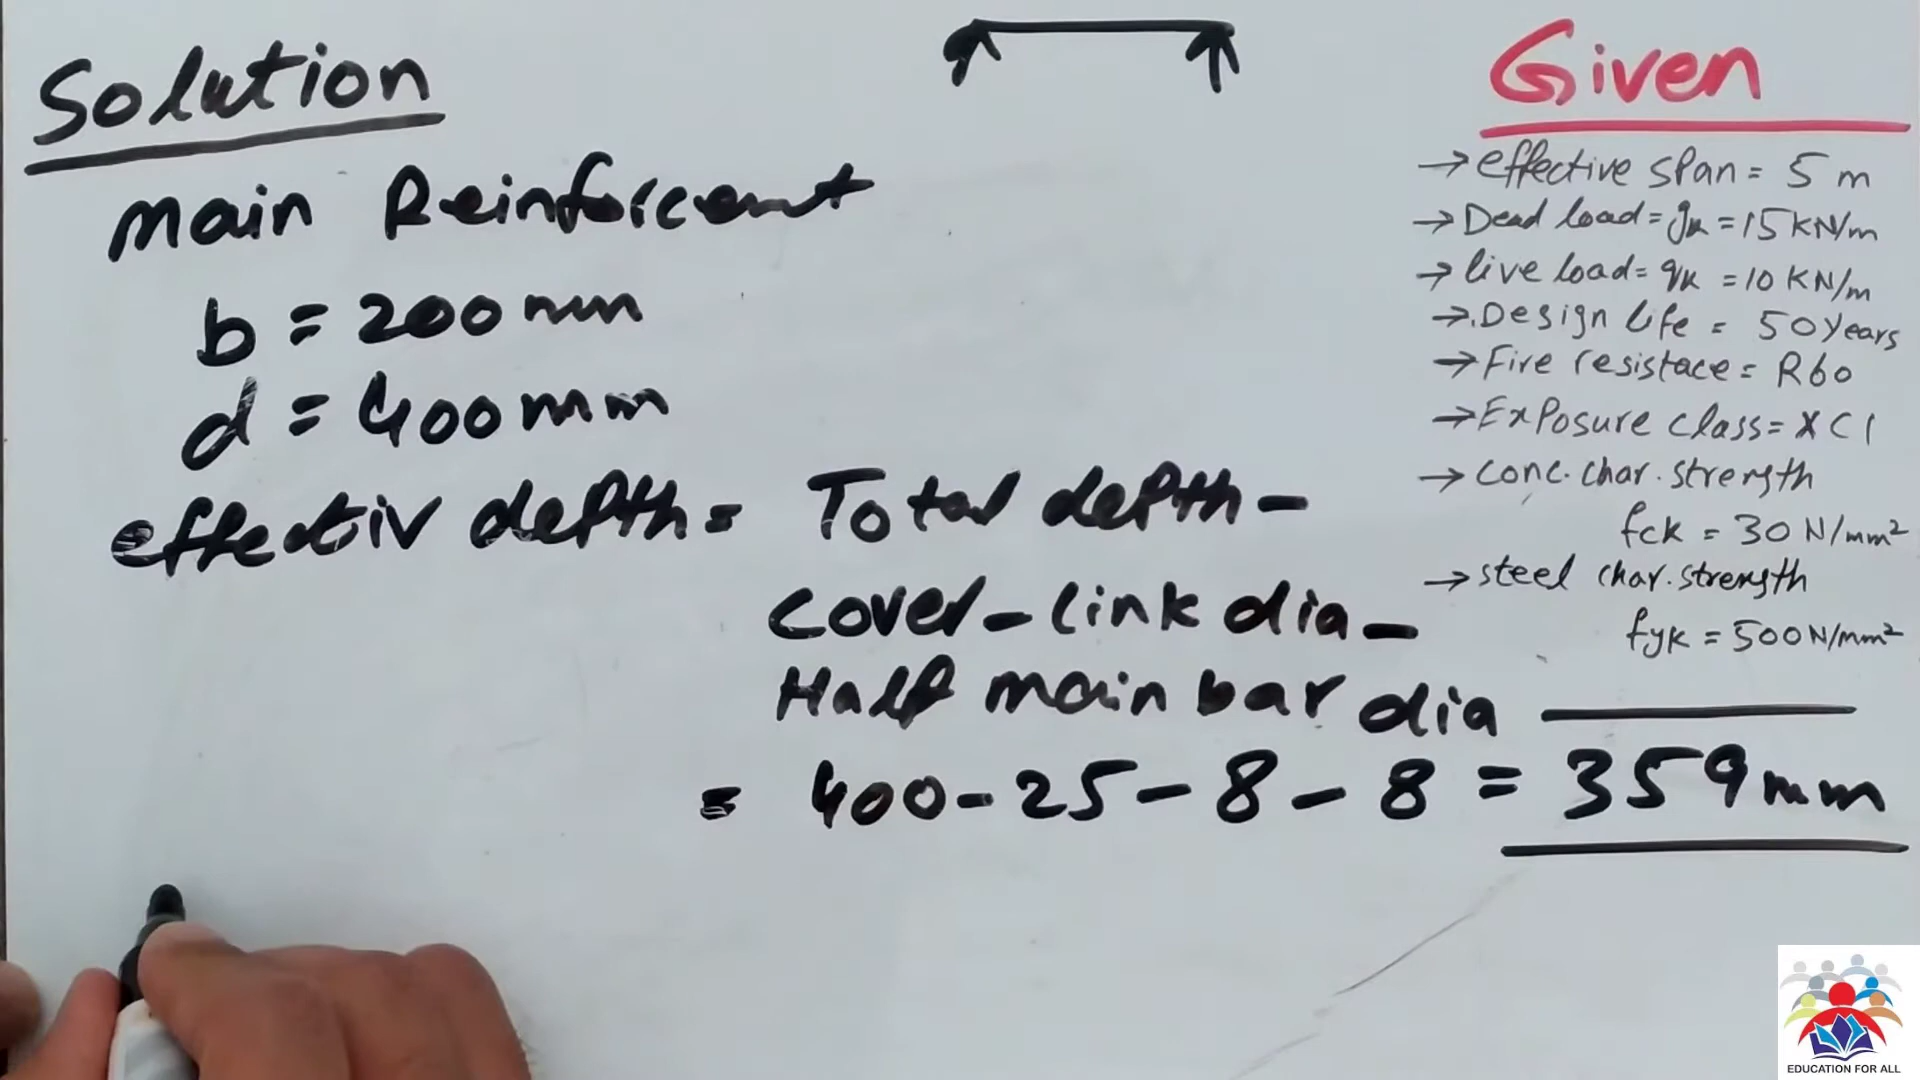 Solution
Main Reinforcemt
b = 200 mm
d = 400 mm
effectiv depth = Total depth -
Cover - link dia -
Half main bar dia
= 400 - 25 - 8 - 8 = 359 mm
Given
→ effective span = 5 m
→ Dead load = gk = 15 KN/m
→ live load = qk = 10 KN/m
→ Design life = 50 years
→ Fire resistace = R60
→ Exposure class = XC1
→ Conc. char. strength
fck = 30 N/mm²
→ steel char. strength
fyk = 500 N/mm²
EDUCATION FOR ALL